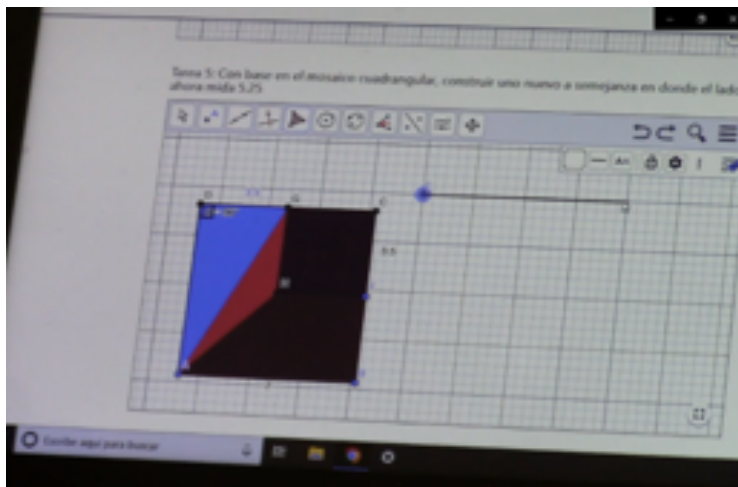 Tarea 5: Con base en el mosaico cuadrangular, construir uno nuevo a semejanza en donde el lado
ahora mida 5.25
D
G
C
H
A
Escribe aquí para buscar